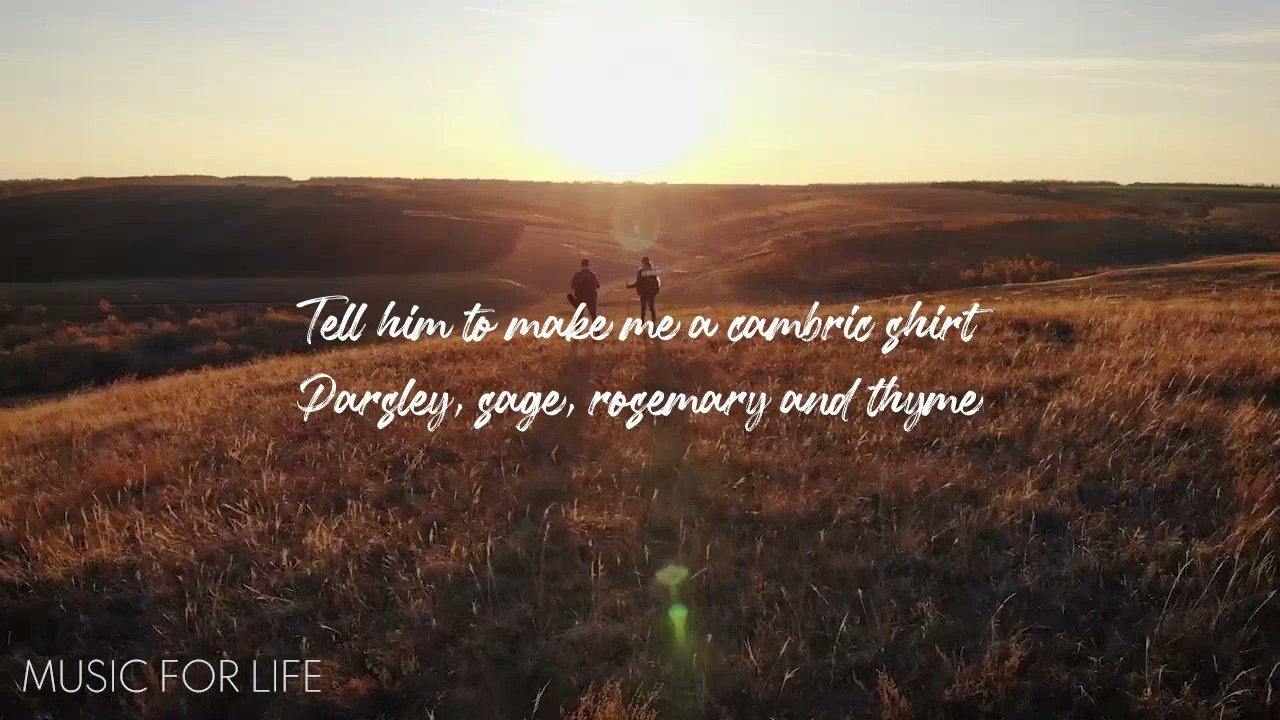 Tell him to make me a cambric shirt
Parsley, sage, rosemary and thyme
MUSIC FOR LIFE